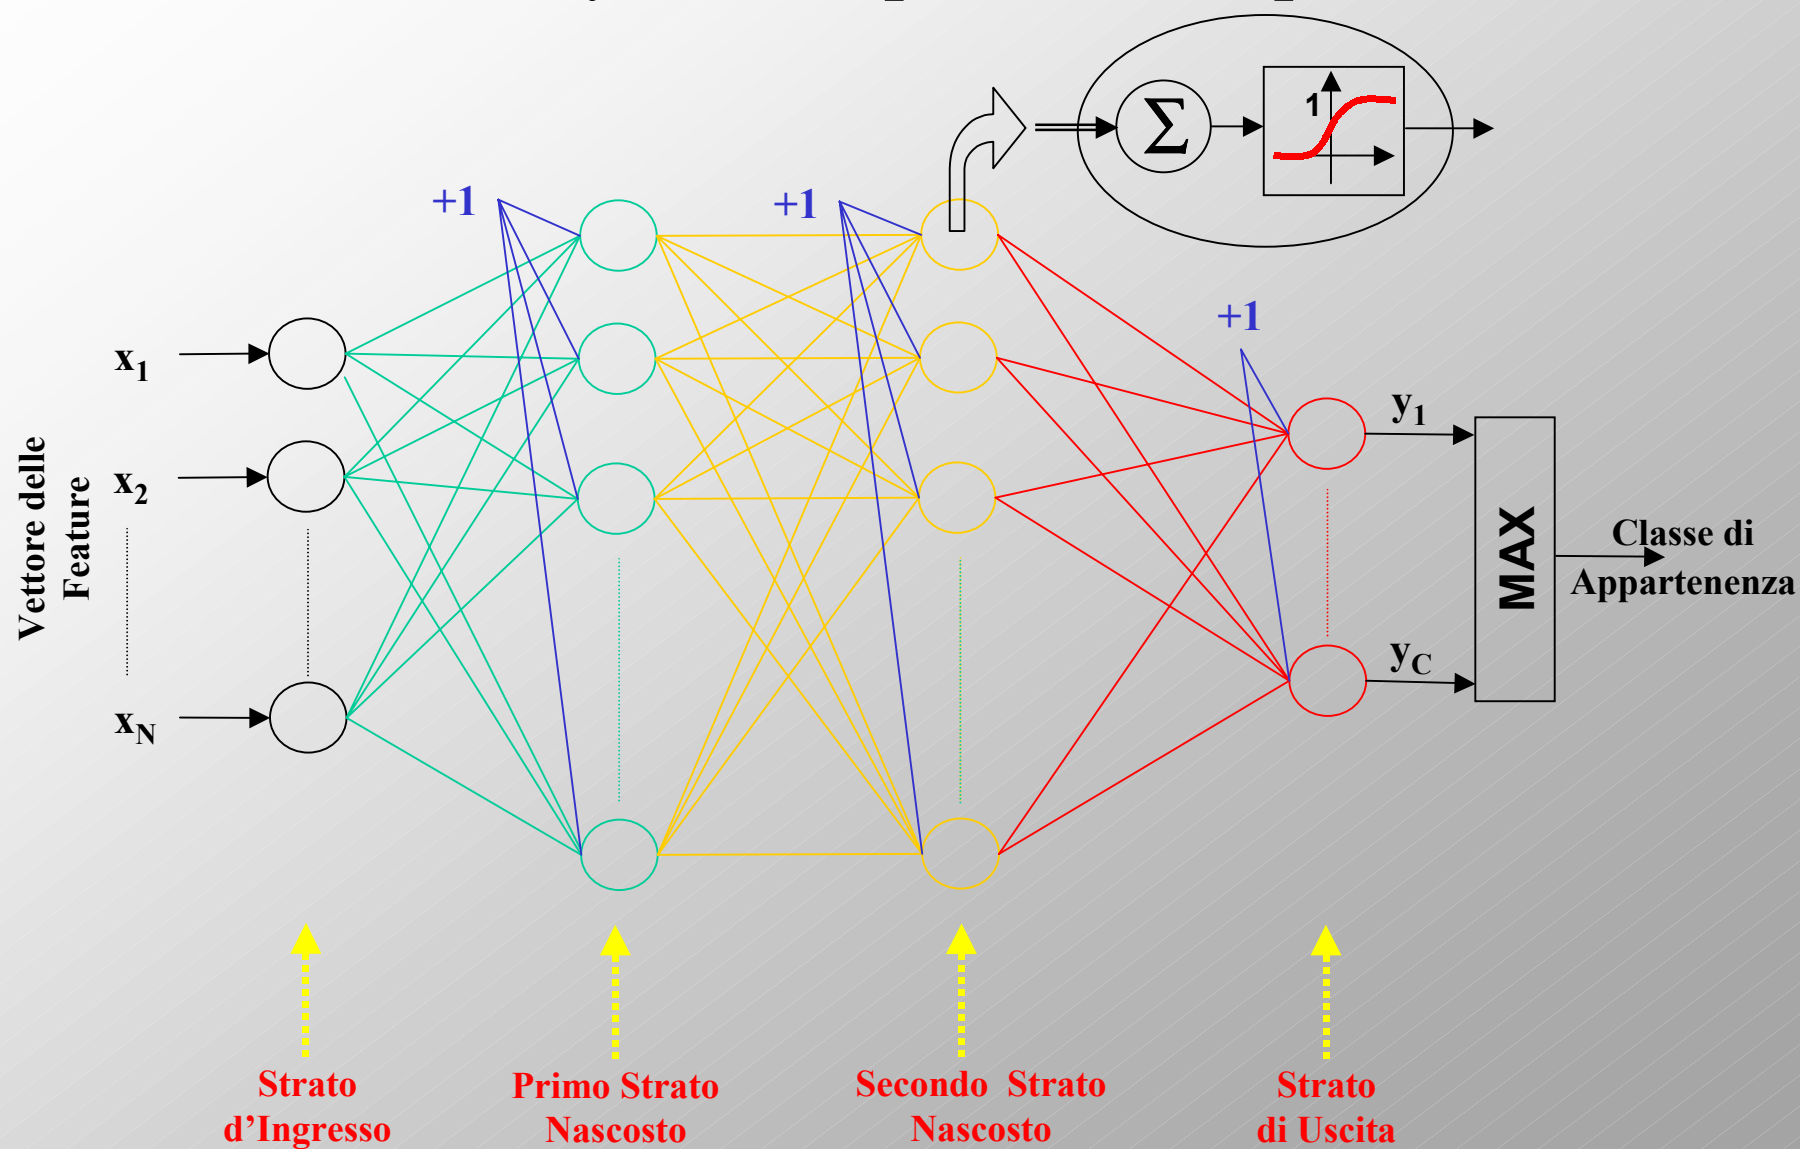 Σ
1
+1
+1
+1
x1
x2
xN
Vettore delle
Feature
y1
yC
MAX
Classe di
Appartenenza
Strato
d’Ingresso
Primo Strato
Nascosto
Secondo Strato
Nascosto
Strato
di Uscita